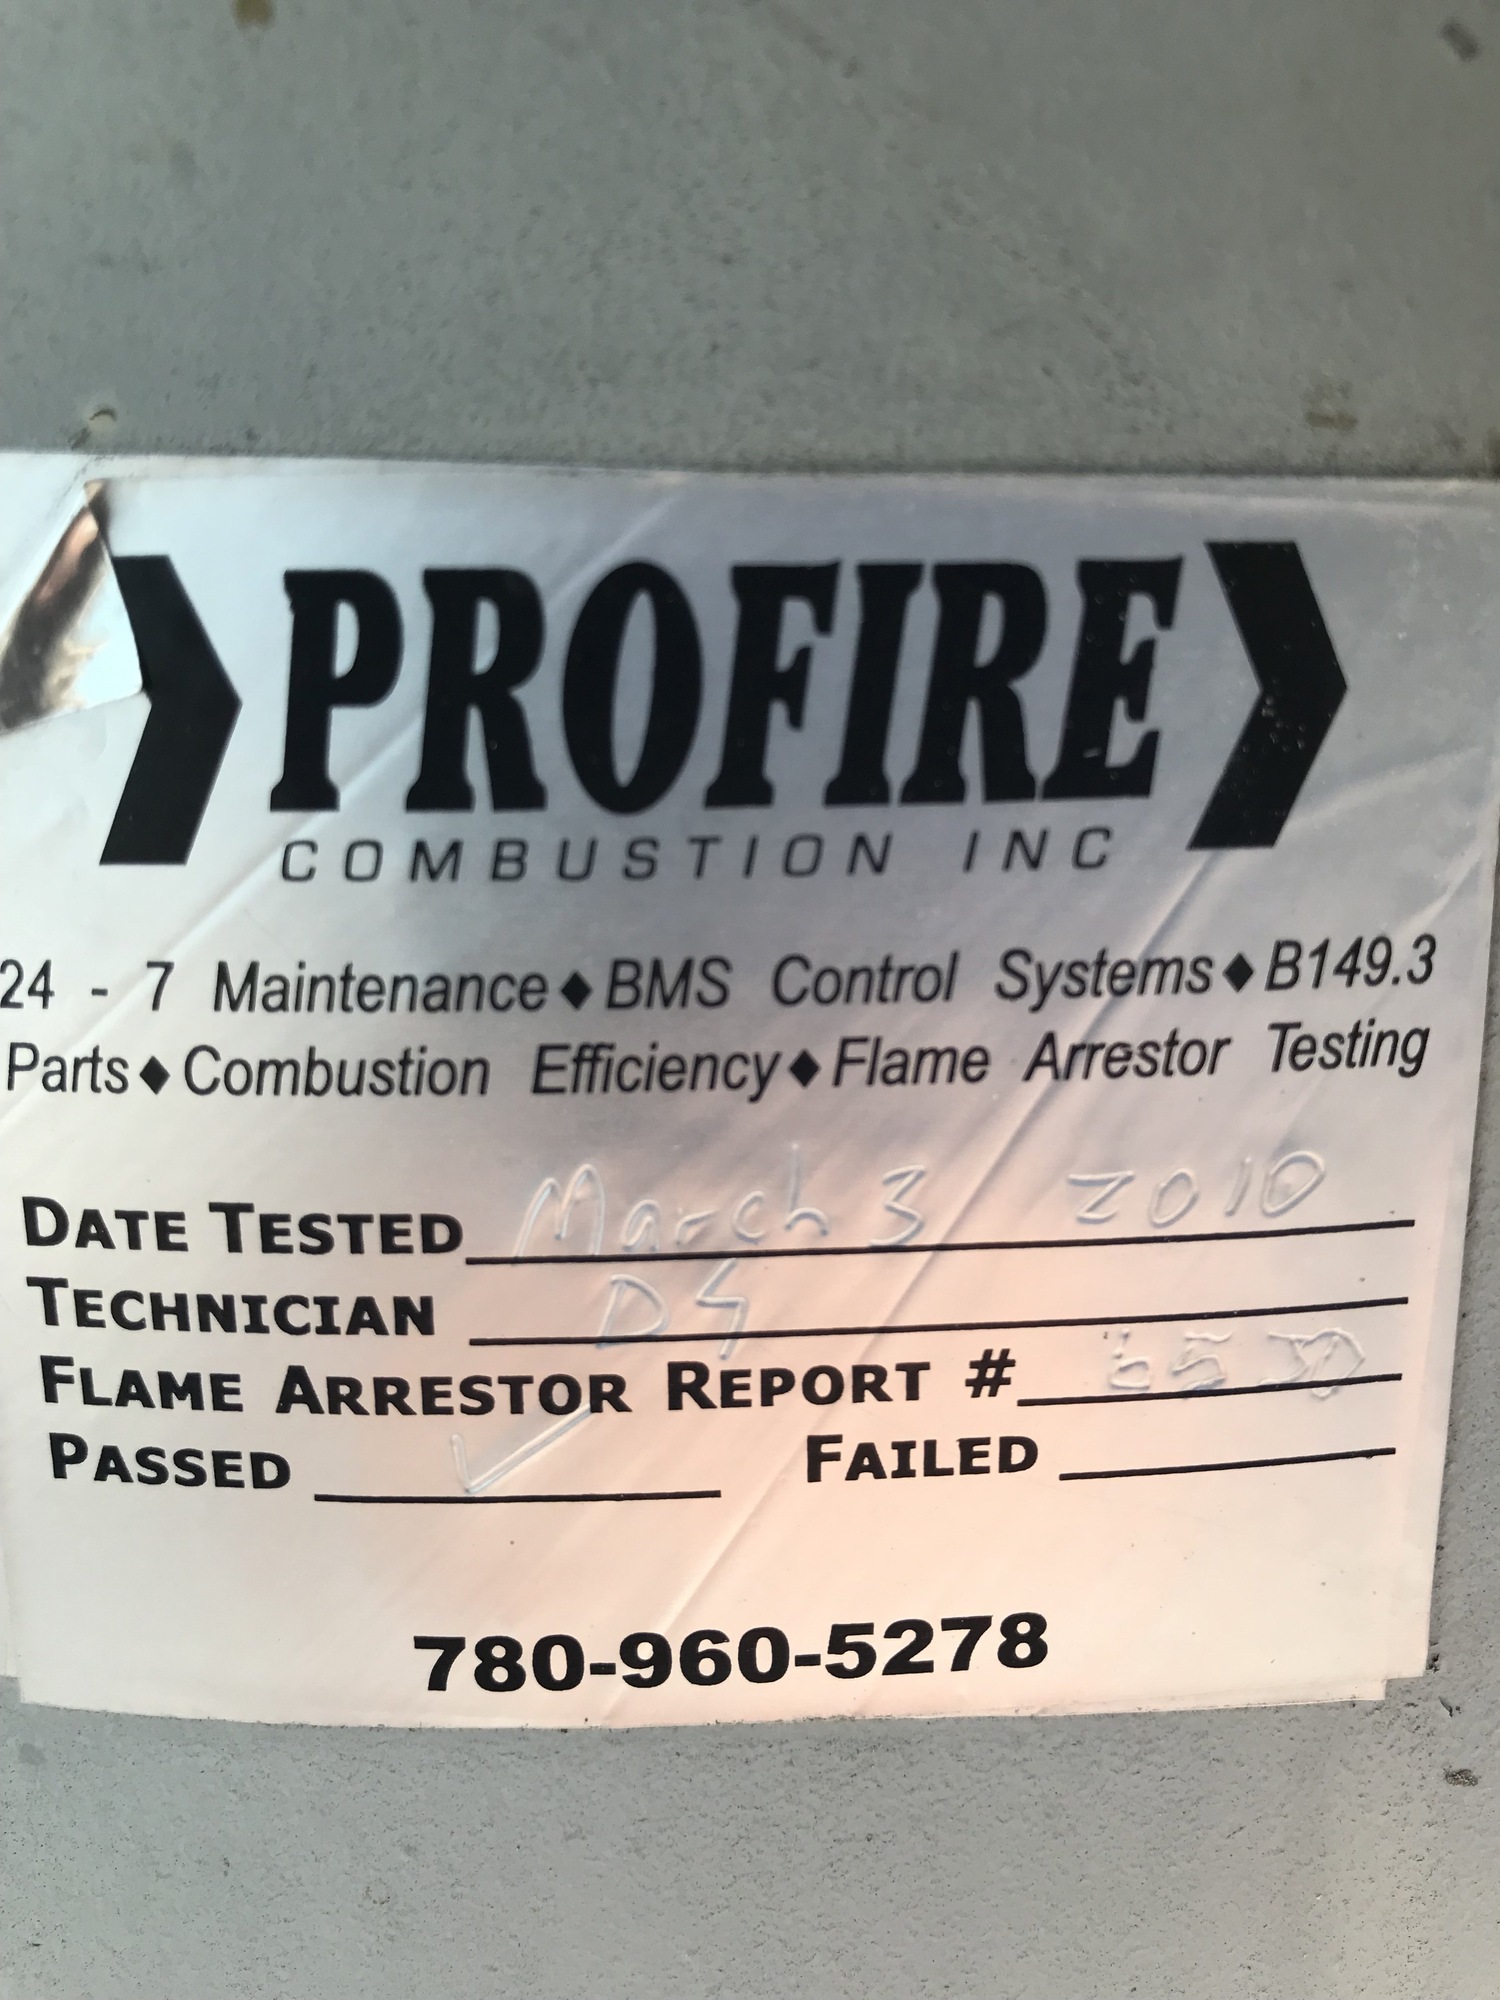 PROFIRE
COMBUSTION INC
24 - 7 Maintenance♦BMS Control Systems♦B149.3
Parts♦Combustion Efficiency♦Flame Arrestor Testing
DATE TESTED March 3 2010
TECHNICIAN DS
FLAME ARRESTOR REPORT #
PASSED ✓ FAILED
780-960-5278